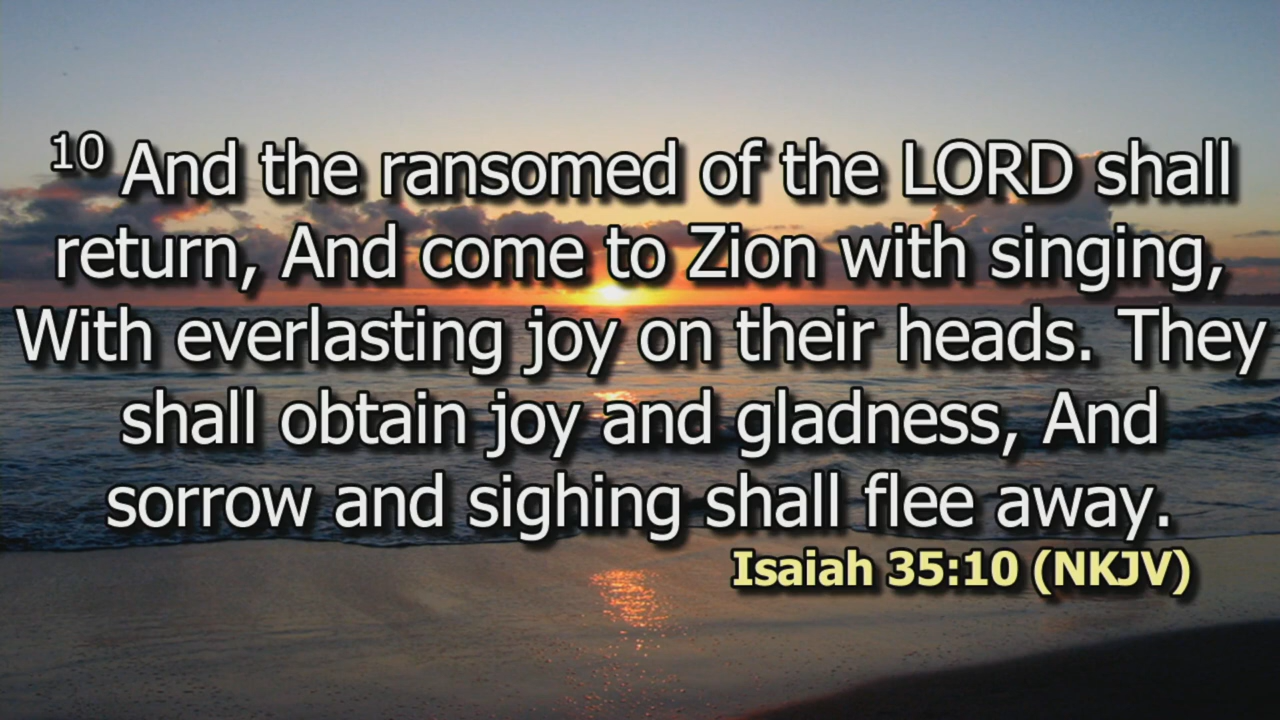 10 And the ransomed of the LORD shall
return, And come to Zion with singing,
With everlasting joy on their heads. They
shall obtain joy and gladness, And
sorrow and sighing shall flee away.
Isaiah 35:10 (NKJV)